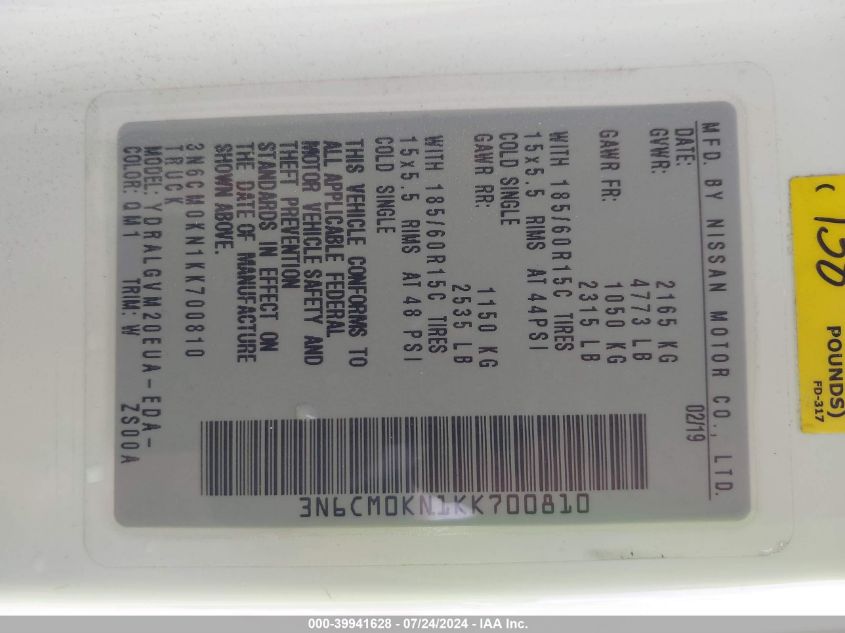 MFD. BY NISSAN MOTOR CO., LTD.
DATE: 02/19
GVWR: 2165 KG
4773 LB
GAWR FR: 1050 KG
2315 LB
WITH 185/60R15C TIRES
15x5.5 RIMS AT 44PSI
COLD SINGLE
GAWR RR: 1150 KG
2535 LB
WITH 185/60R15C TIRES
15x5.5 RIMS AT 48 PSI
COLD SINGLE
THIS VEHICLE CONFORMS TO
ALL APPLICABLE FEDERAL
MOTOR VEHICLE SAFETY AND
THEFT PREVENTION
STANDARDS IN EFFECT ON
THE DATE OF MANUFACTURE
SHOWN ABOVE.
3N6CM0KN1KK700810
TRUCK
MODEL: YDRALGVM20EUA-EDA-
COLOR: QM1 TRIM: W ZS00A
3N6CM0KN1KK700810
( 130
POUNDS)
FD-317
000-39941628 - 07/24/2024 - IAA Inc.